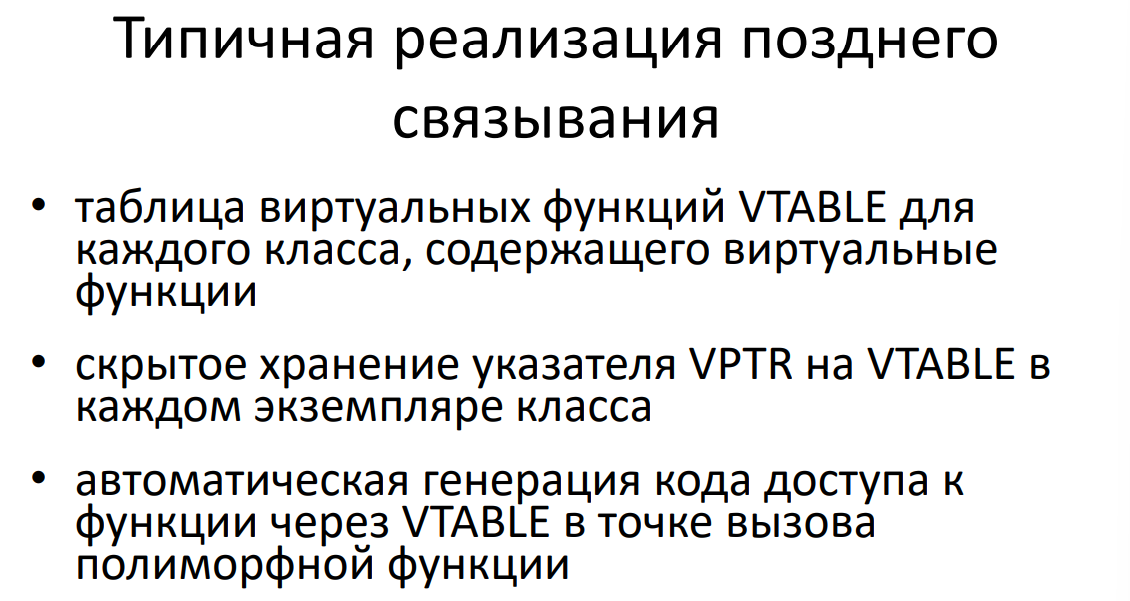 Типичная реализация позднего
связывания
• таблица виртуальных функций VTABLE для
каждого класса, содержащего виртуальные
функции
• скрытое хранение указателя VPTR на VTABLE в
каждом экземпляре класса
• автоматическая генерация кода доступа к
функции через VTABLE в точке вызова
полиморфной функции